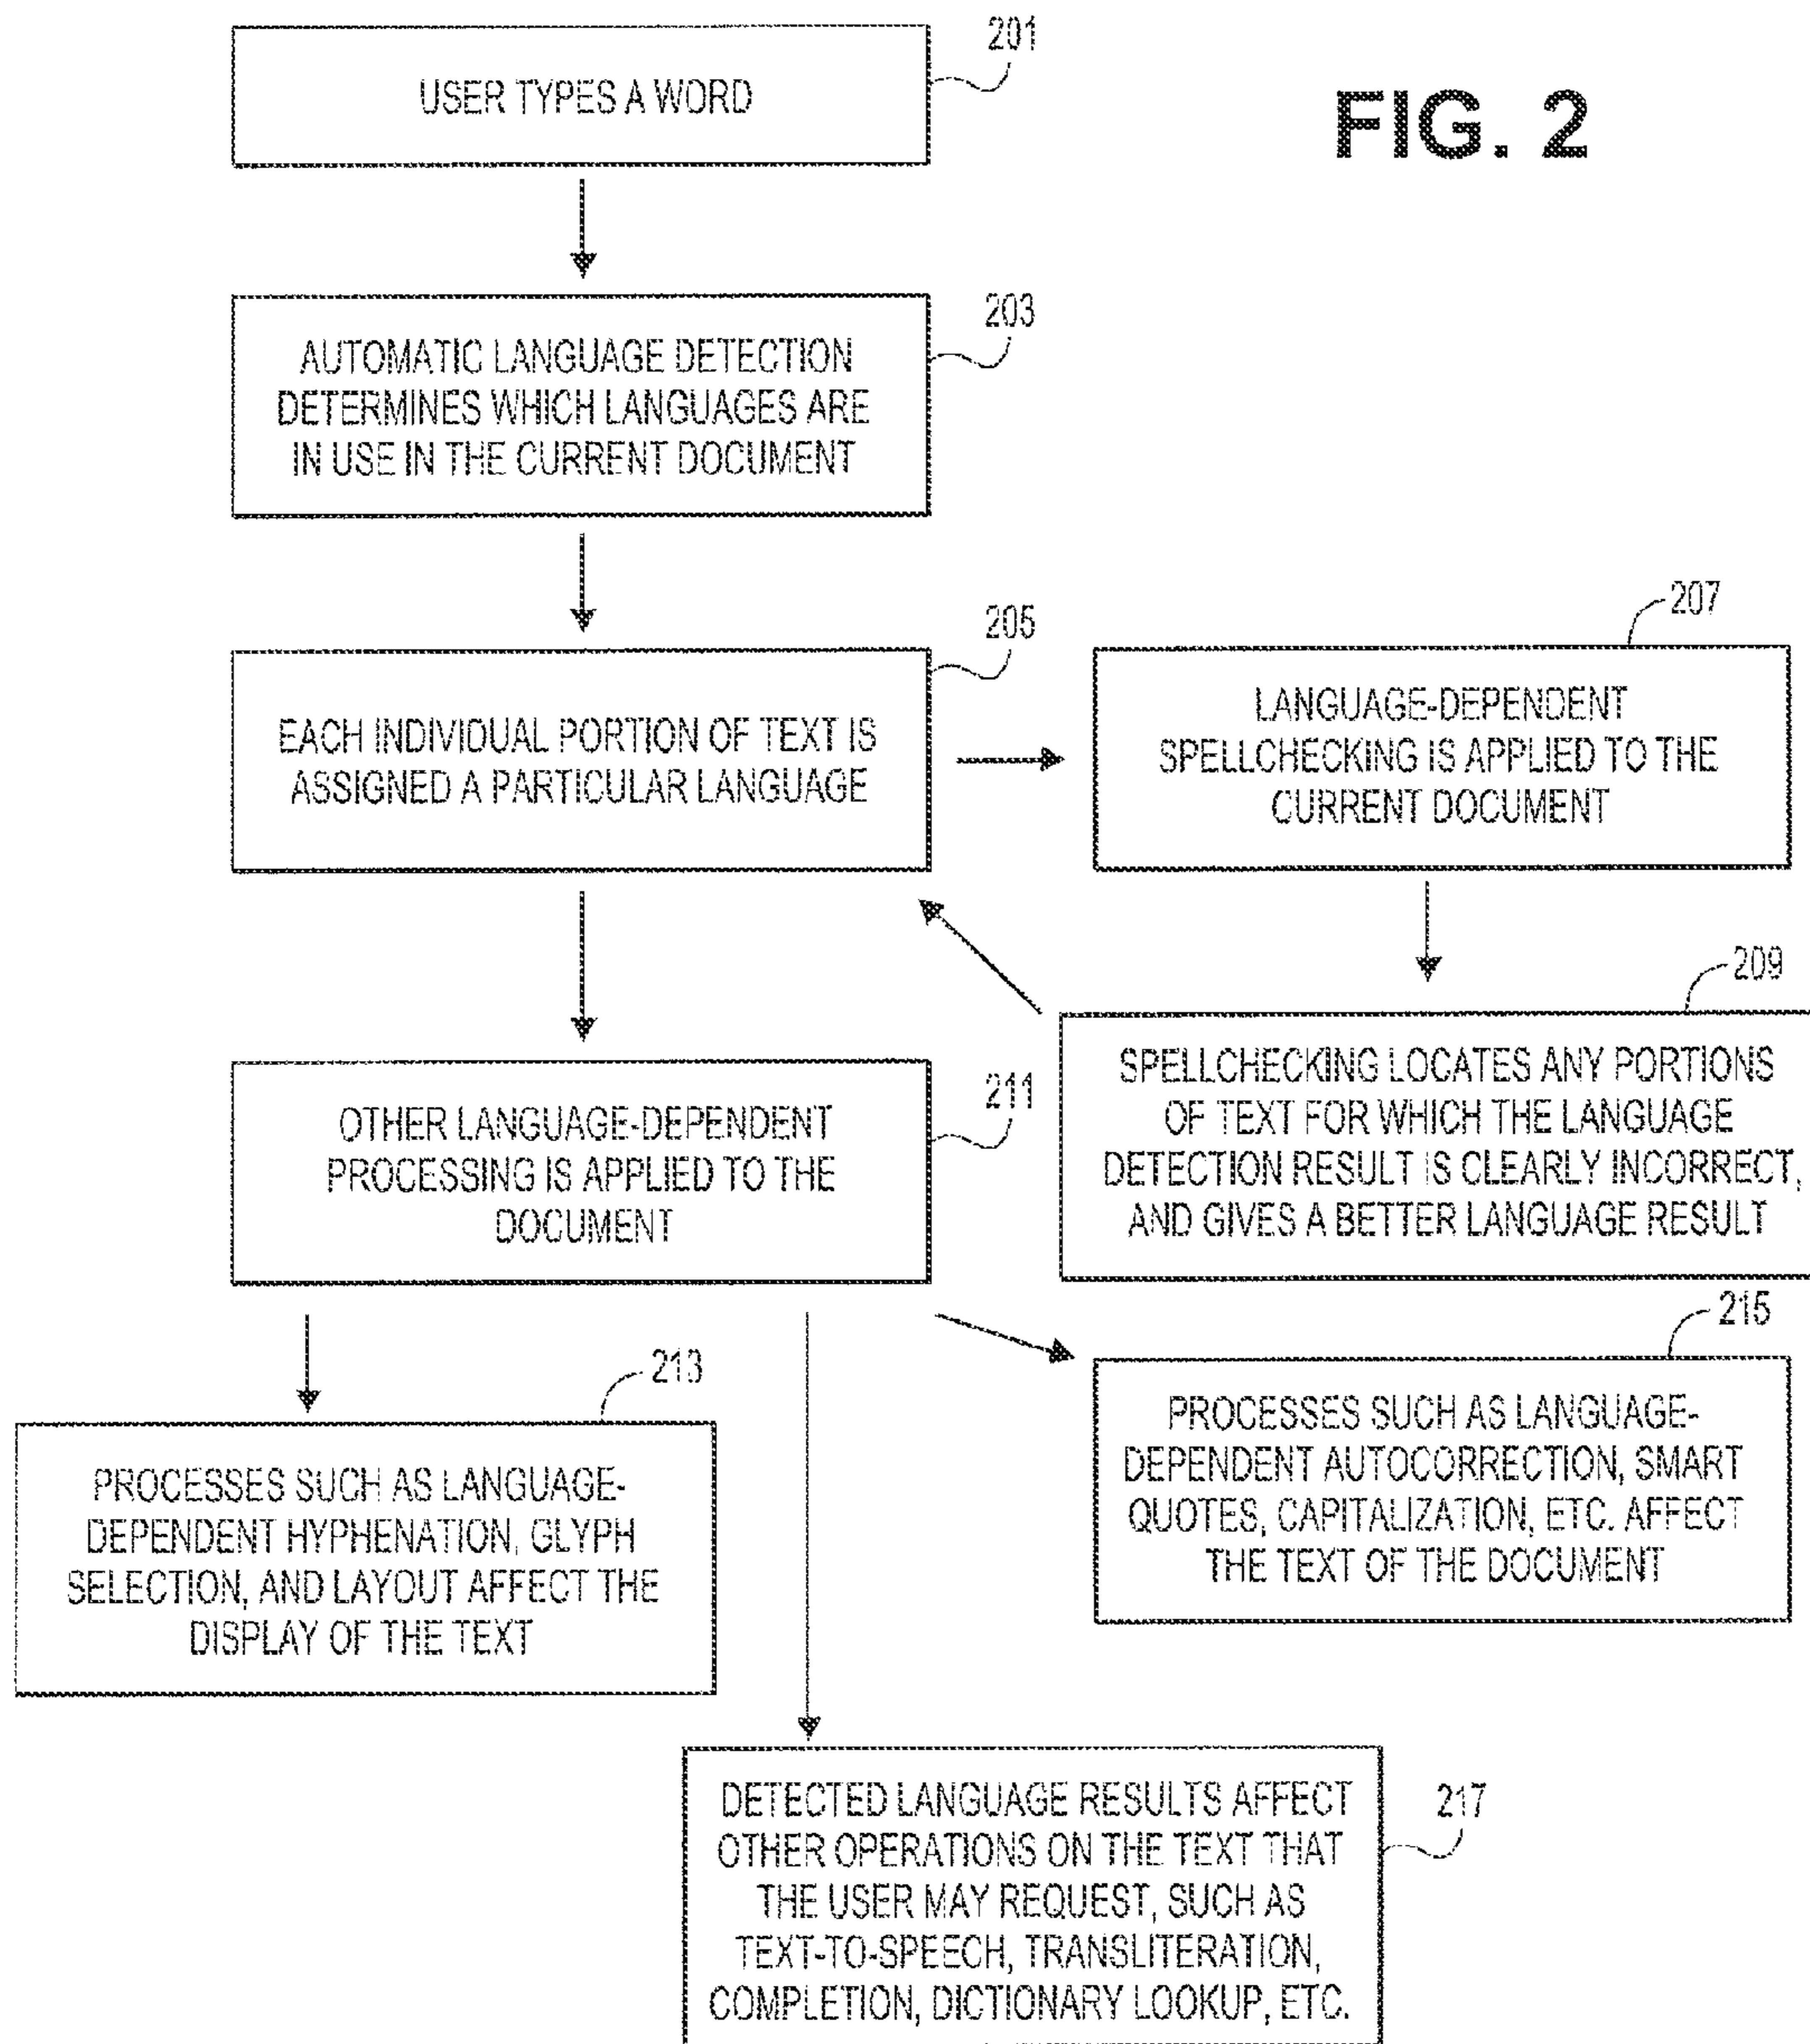 201
USER TYPES A WORD
FIG. 2
203
AUTOMATIC LANGUAGE DETECTION
DETERMINES WHICH LANGUAGES ARE
IN USE IN THE CURRENT DOCUMENT
205
EACH INDIVIDUAL PORTION OF TEXT IS
ASSIGNED A PARTICULAR LANGUAGE
207
LANGUAGE-DEPENDENT
SPELLCHECKING IS APPLIED TO THE
CURRENT DOCUMENT
209
SPELLCHECKING LOCATES ANY PORTIONS
OF TEXT FOR WHICH THE LANGUAGE
DETECTION RESULT IS CLEARLY INCORRECT,
AND GIVES A BETTER LANGUAGE RESULT
211
OTHER LANGUAGE-DEPENDENT
PROCESSING IS APPLIED TO THE
DOCUMENT
213
PROCESSES SUCH AS LANGUAGE-
DEPENDENT HYPHENATION, GLYPH
SELECTION, AND LAYOUT AFFECT THE
DISPLAY OF THE TEXT
215
PROCESSES SUCH AS LANGUAGE-
DEPENDENT AUTOCORRECTION, SMART
QUOTES, CAPITALIZATION, ETC. AFFECT
THE TEXT OF THE DOCUMENT
217
DETECTED LANGUAGE RESULTS AFFECT
OTHER OPERATIONS ON THE TEXT THAT
THE USER MAY REQUEST, SUCH AS
TEXT-TO-SPEECH, TRANSLITERATION,
COMPLETION, DICTIONARY LOOKUP, ETC.